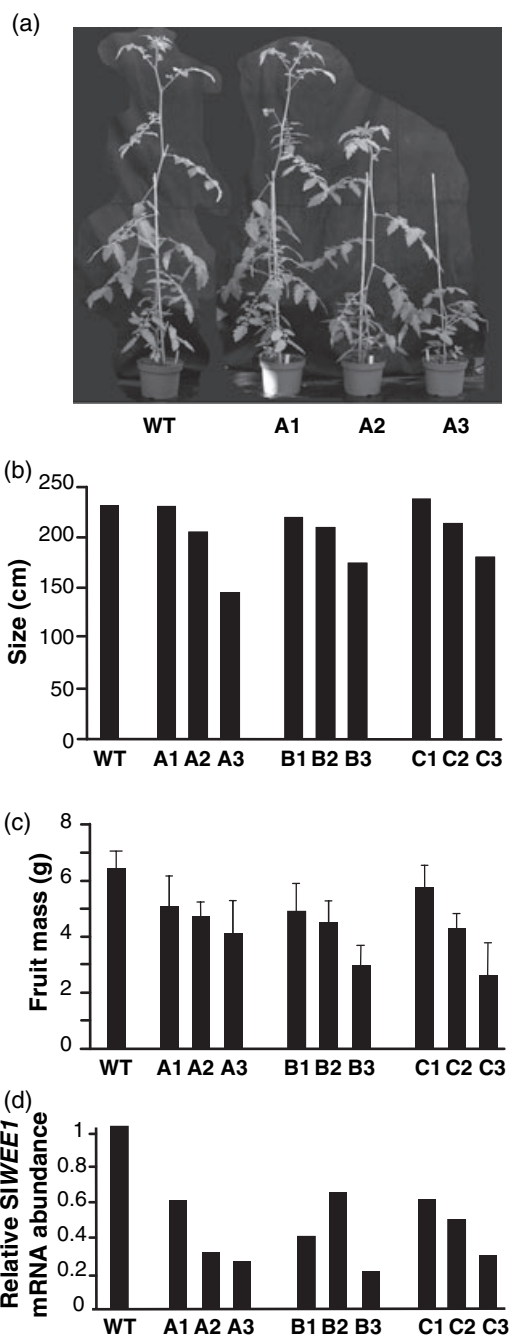 (a)
WT A1 A2 A3
(b)
Size (cm)
250
200
150
100
50
0
WT A1 A2 A3 B1 B2 B3 C1 C2 C3
(c)
Fruit mass (g)
8
6
4
2
0
WT A1 A2 A3 B1 B2 B3 C1 C2 C3
(d)
Relative SlWEE1
mRNA abundance
1
0.8
0.6
0.4
0.2
0
WT A1 A2 A3 B1 B2 B3 C1 C2 C3